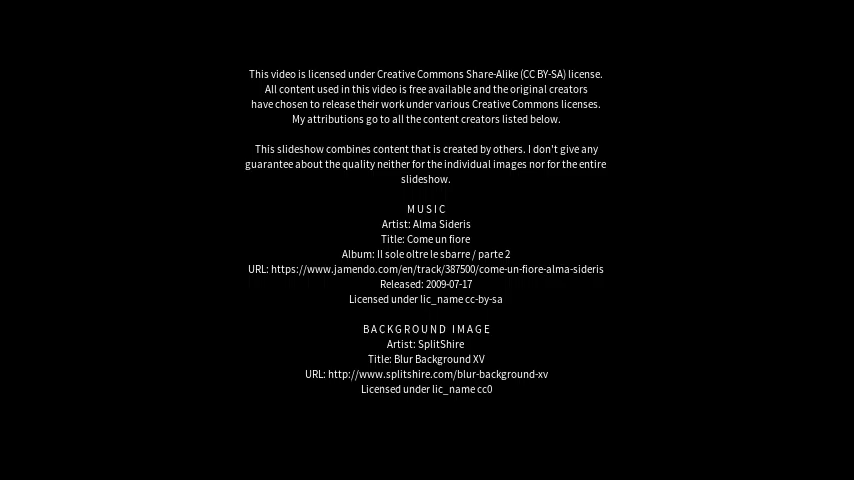 This video is licensed under Creative Commons Share-Alike (CC BY-SA) license.
All content used in this video is free available and the original creators
have chosen to release their work under various Creative Commons licenses.
My attributions go to all the content creators listed below.
This slideshow combines content that is created by others. I don't give any
guarantee about the quality neither for the individual images nor for the entire
slideshow.
MUSIC
Artist: Alma Sideris
Title: Come un fiore
Album: Il sole oltre le sbarre / parte 2
URL: https://www.jamendo.com/en/track/387500/come-un-fiore-alma-sideris
Released: 2009-07-17
Licensed under lic_name cc-by-sa
BACKGROUND IMAGE
Artist: SplitShire
Title: Blur Background XV
URL: http://www.splitshire.com/blur-background-xv
Licensed under lic_name cc0